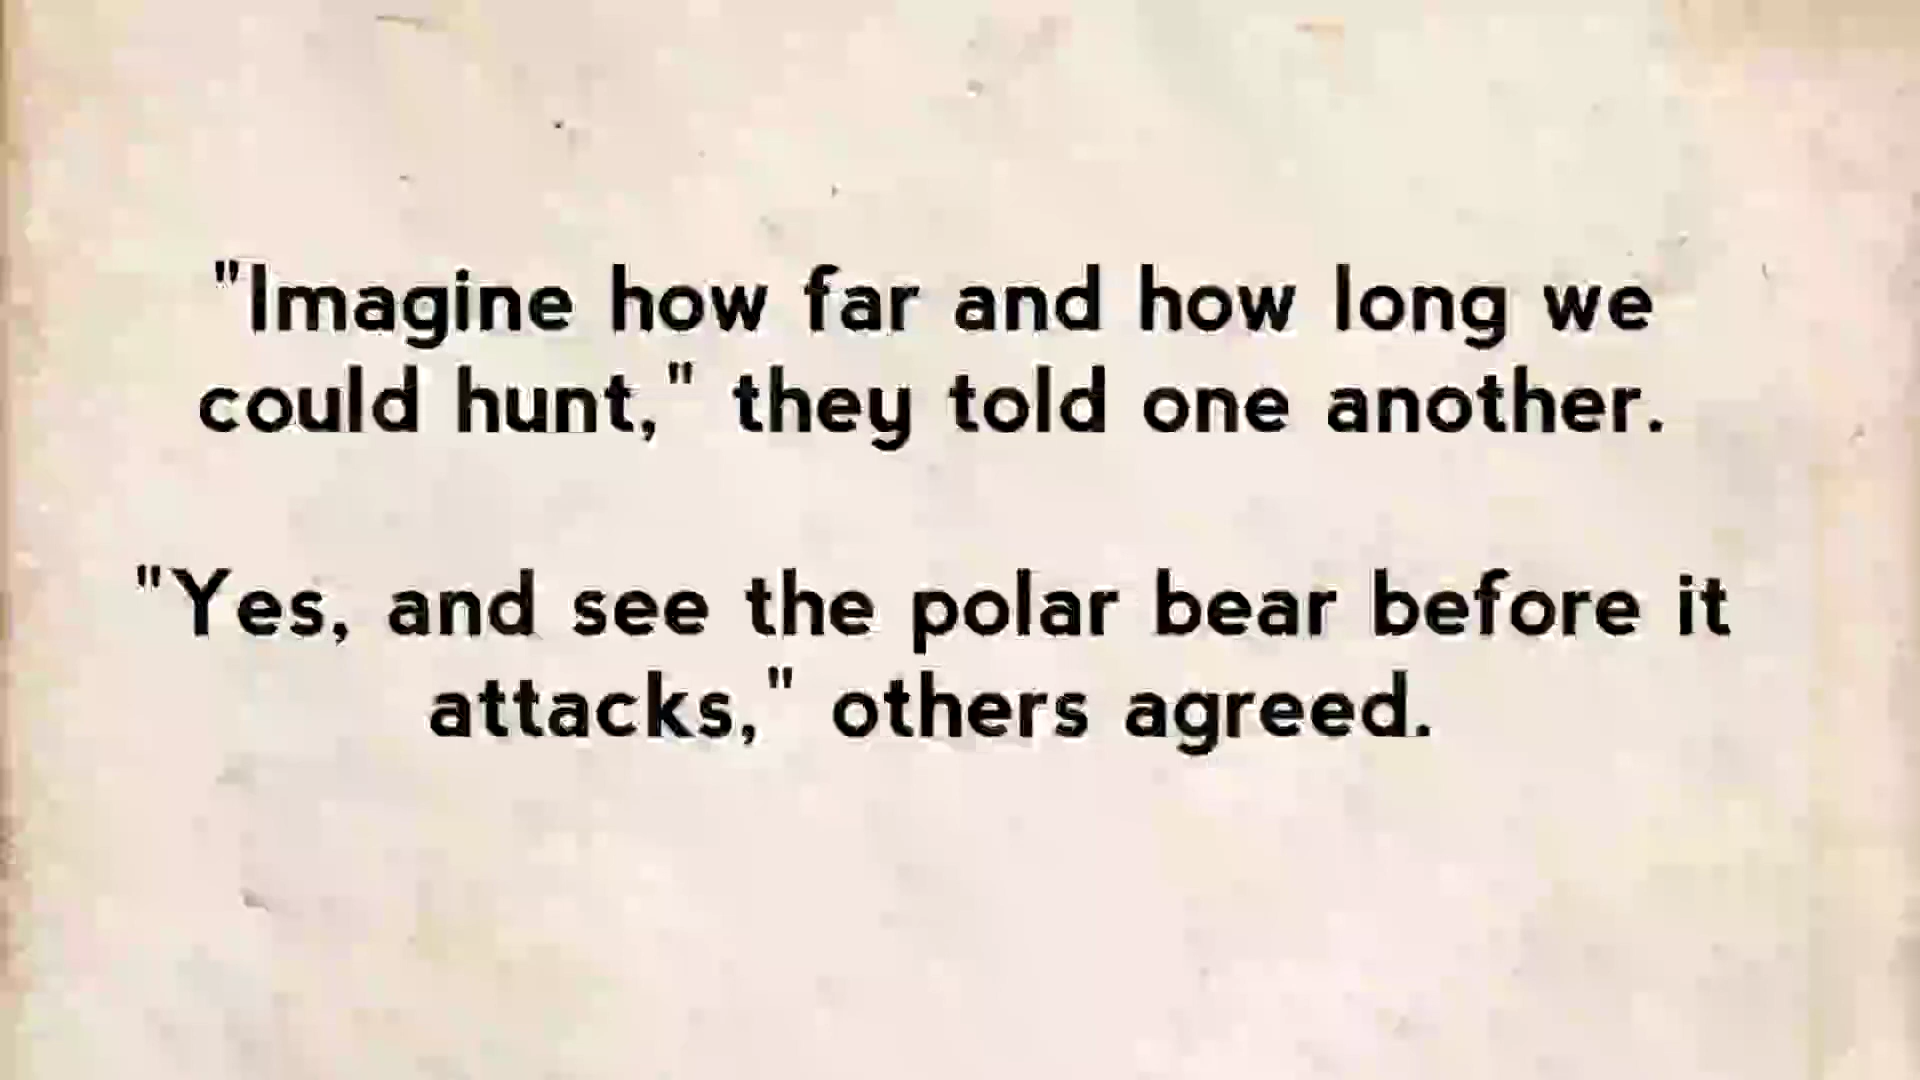 "Imagine how far and how long we
could hunt," they told one another.
"Yes, and see the polar bear before it
attacks," others agreed.